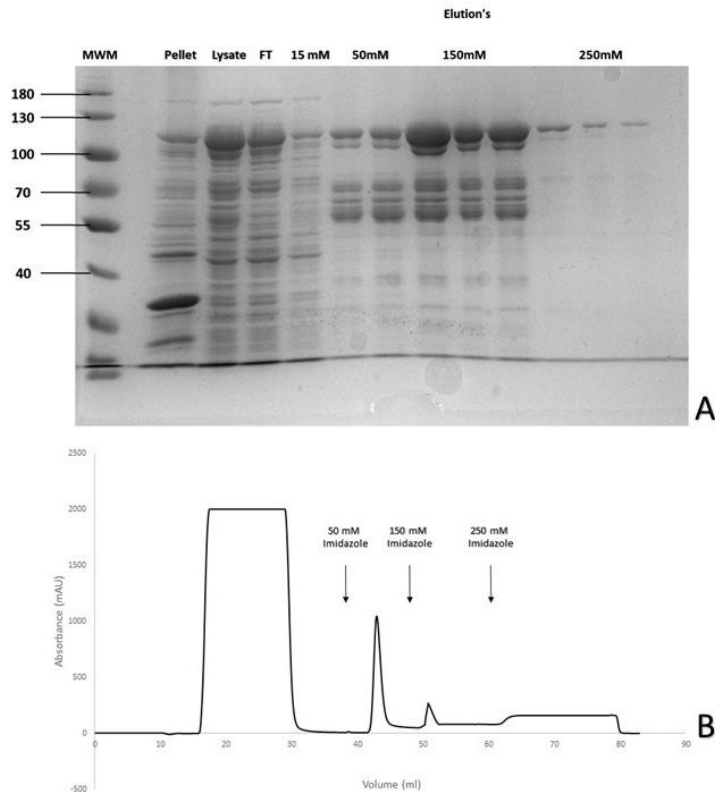 Elution's
MWM Pellet Lysate FT 15 mM 50mM 150mM 250mM
180
130
100
70
55
40
A
2500
2000
1500
1000
500
0
-500
Absorbance (mAU)
50 mM
Imidazole
150 mM
Imidazole
250 mM
Imidazole
0 10 20 30 40 50 60 70 80 90
Volume (ml)
B